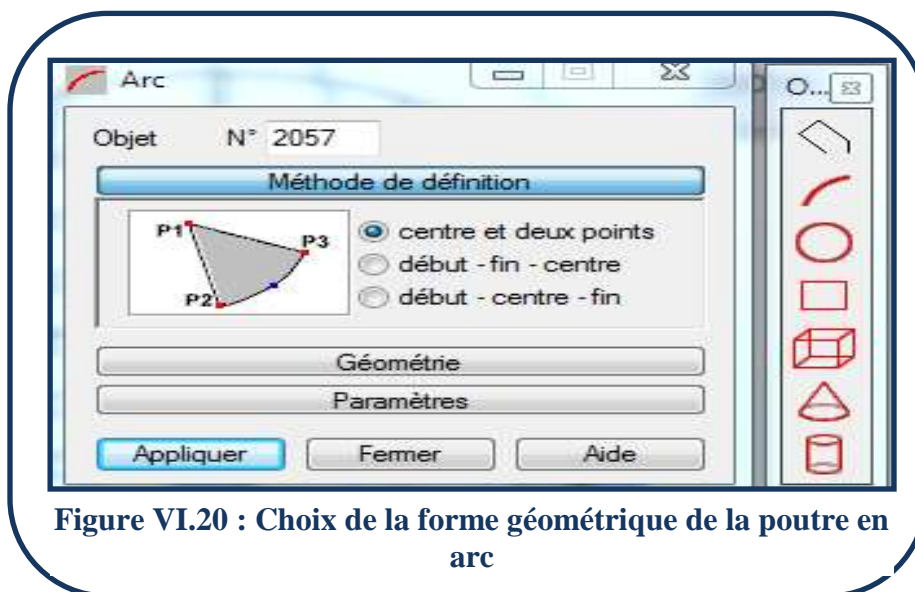 Arc
O...
Objet N° 2057
Méthode de définition
P1 P3
P2
centre et deux points
début - fin - centre
début - centre - fin
Géométrie
Paramètres
Appliquer Fermer Aide
Figure VI.20 : Choix de la forme géométrique de la poutre en
arc